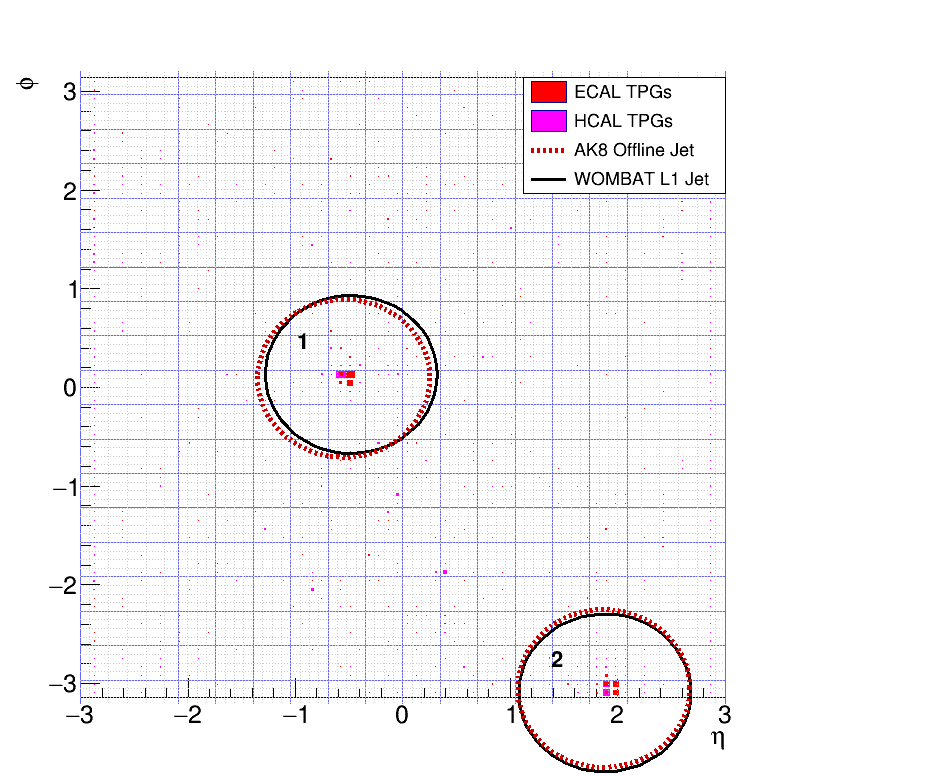 ϕ
3
2
1
0
−1
−2
−3
ECAL TPGs
HCAL TPGs
AK8 Offline Jet
WOMBAT L1 Jet
1
2
−3 −2 −1 0 1 2 3
η